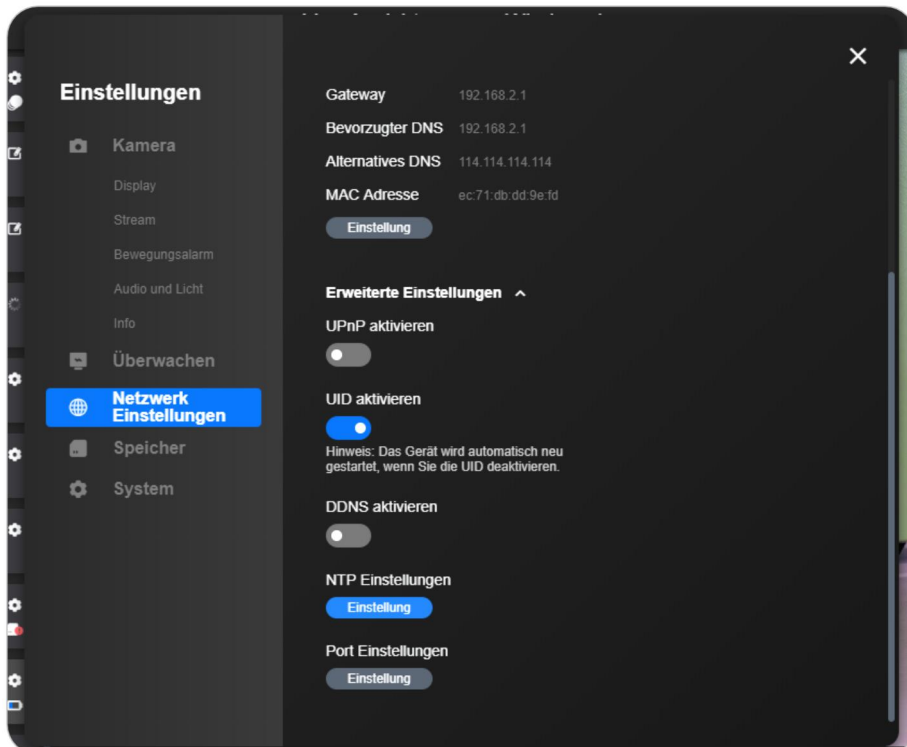 Einstellungen
Kamera
Display
Stream
Bewegungsalarm
Audio und Licht
Info
Überwachen
Netzwerk
Einstellungen
Speicher
System
Gateway 192.168.2.1
Bevorzugter DNS 192.168.2.1
Alternatives DNS 114.114.114.114
MAC Adresse ec:71:db:dd:9e:fd
Einstellung
Erweiterte Einstellungen
UPnP aktivieren
UID aktivieren
Hinweis: Das Gerät wird automatisch neu
gestartet, wenn Sie die UID deaktivieren.
DDNS aktivieren
NTP Einstellungen
Einstellung
Port Einstellungen
Einstellung